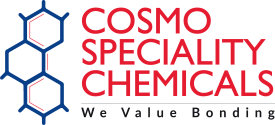 COSMO
SPECIALITY
CHEMICALS
We Value Bonding